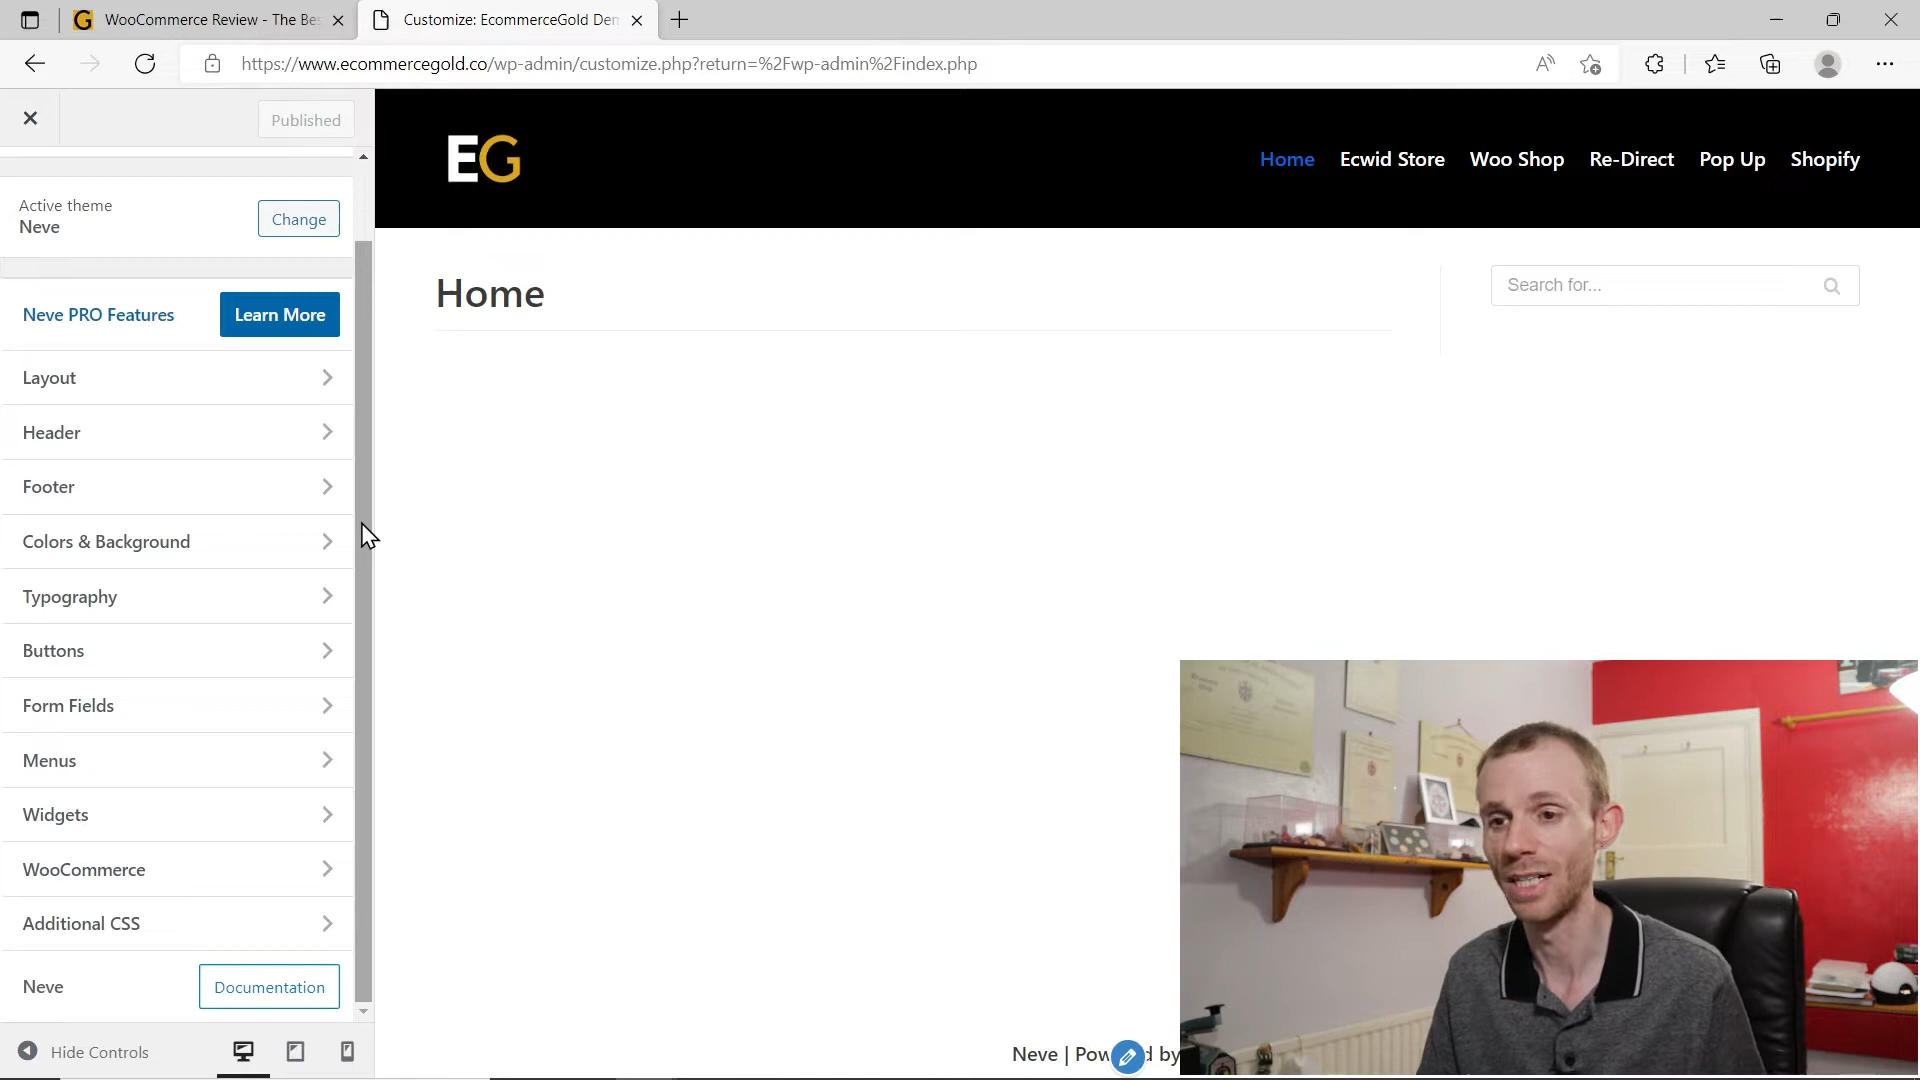 WooCommerce Review - The Be
Customize: EcommerceGold De
https://www.ecommercegold.co/wp-admin/customize.php?return=%2Fwp-admin%2Findex.php
Published
Active theme
Neve
Change
Neve PRO Features
Learn More
Layout
Header
Footer
Colors & Background
Typography
Buttons
Form Fields
Menus
Widgets
WooCommerce
Additional CSS
Neve
Documentation
Hide Controls
EG
Home
Ecwid Store
Woo Shop
Re-Direct
Pop Up
Shopify
Home
Search for...
Neve | Pow d by